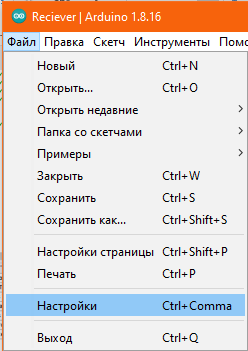 Reciever | Arduino 1.8.16
Файл Правка Скетч Инструменты
Новый Ctrl+N
Открыть... Ctrl+O
Открыть недавние
Папка со скетчами
Примеры
Закрыть Ctrl+W
Сохранить Ctrl+S
Сохранить как... Ctrl+Shift+S
Настройки страницы Ctrl+Shift+P
Печать Ctrl+P
Настройки Ctrl+Comma
Выход Ctrl+Q